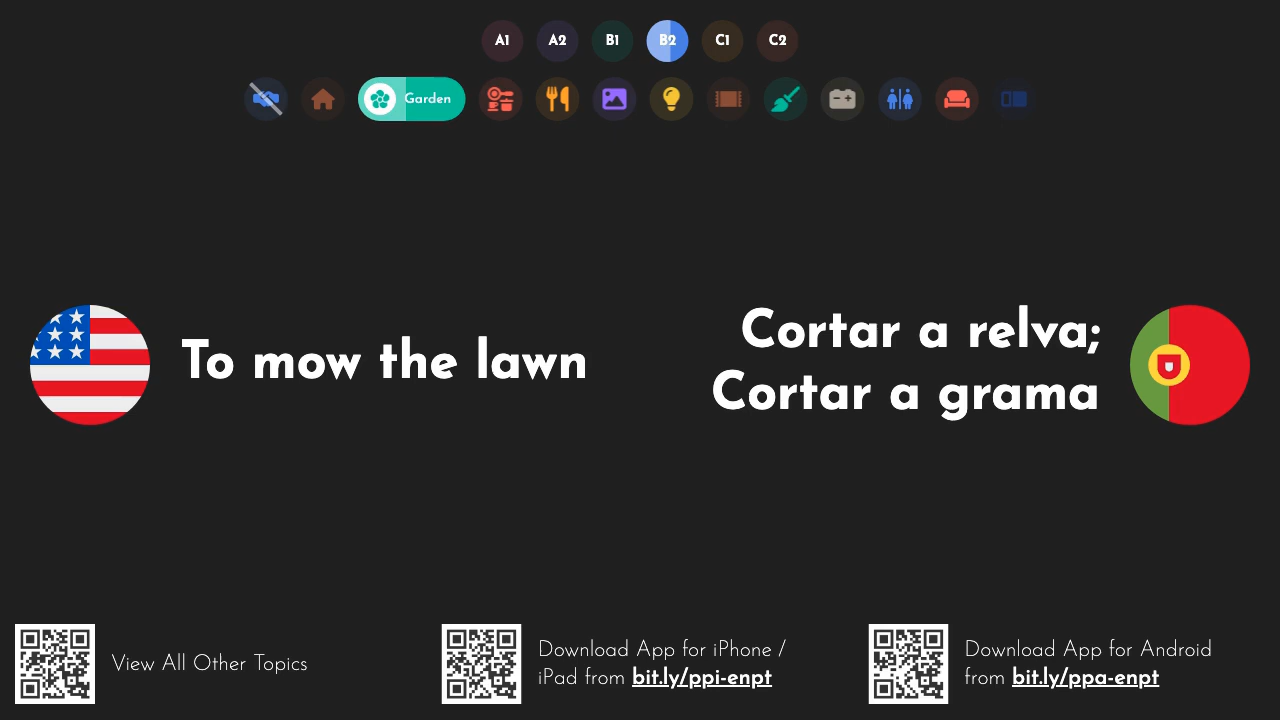 A1 A2 B1 B2 C1 C2
Garden
To mow the lawn
Cortar a relva;
Cortar a grama
View All Other Topics
Download App for iPhone /
iPad from bit.ly/ppi-enpt
Download App for Android
from bit.ly/ppa-enpt